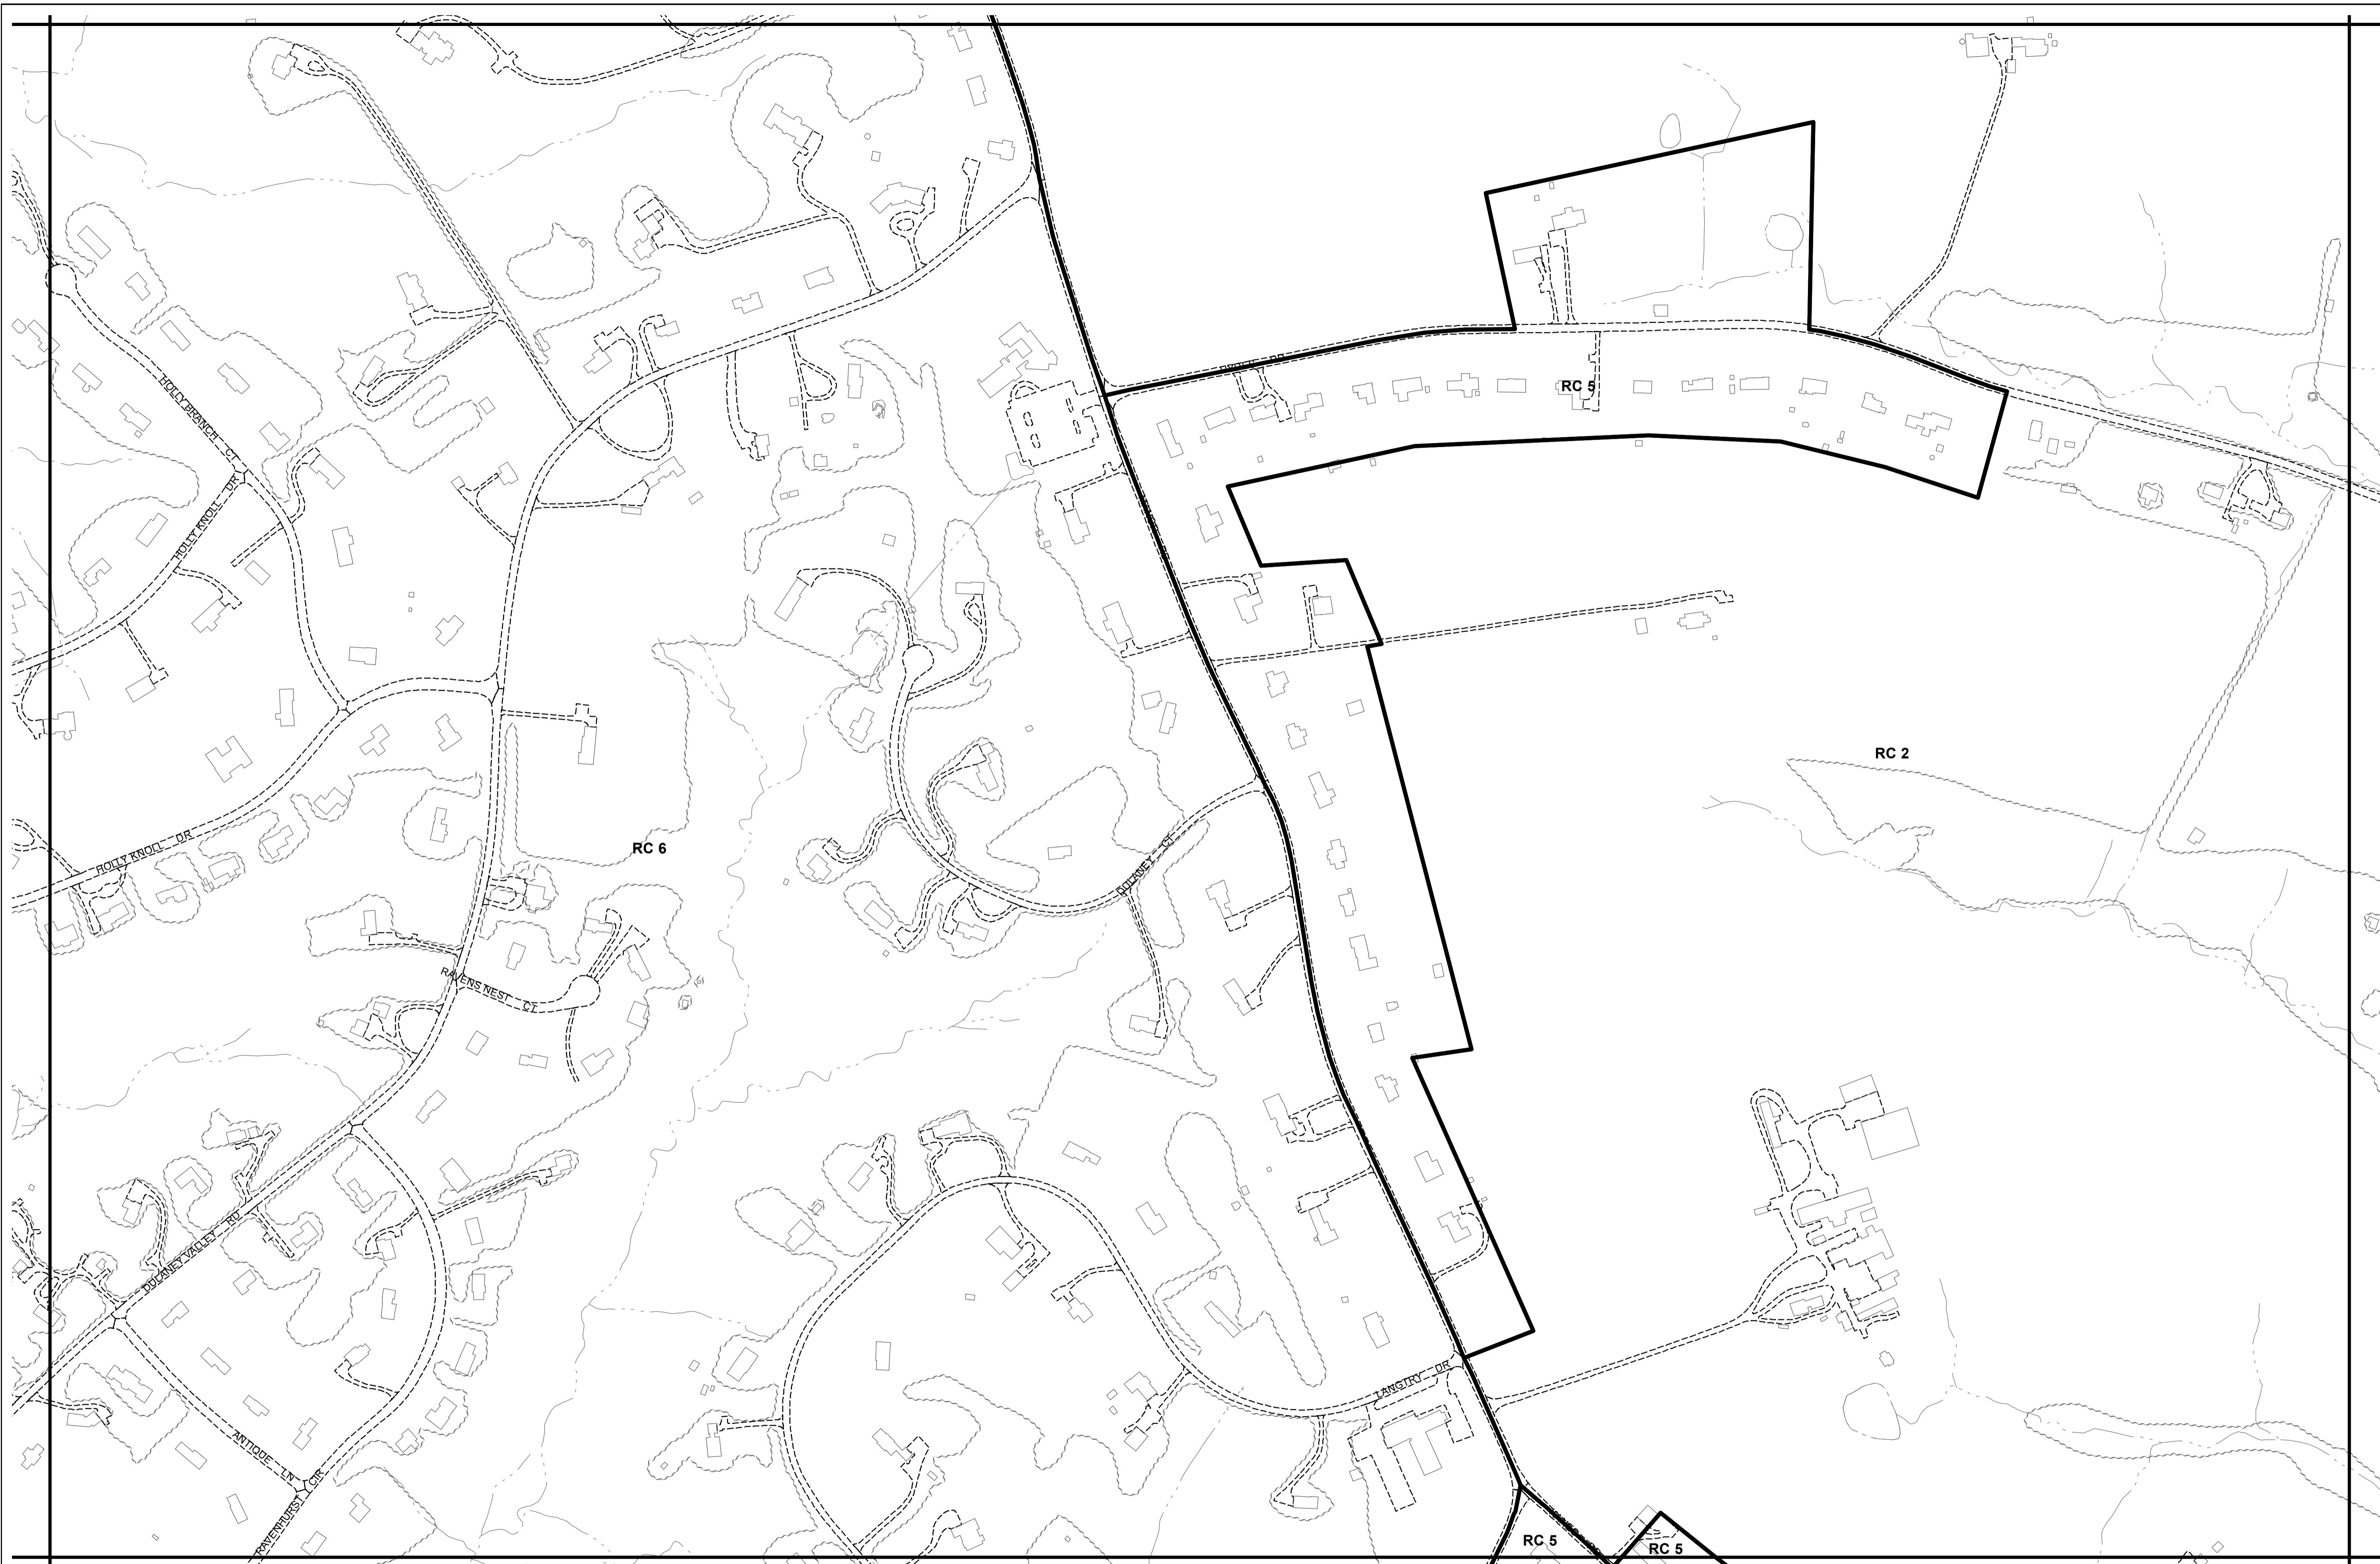 RC 5
HOLLY BRANCH CT
HOLLY KNOLL DR
RC 2
HOLLY KNOLL DR
RC 6
DULANEY CT
RAVENS NEST CT
DULANEY VALLEY RD
LANGTRY DR
ANTIQUE LN
RAVENHURST CIR
RC 5
RC 5